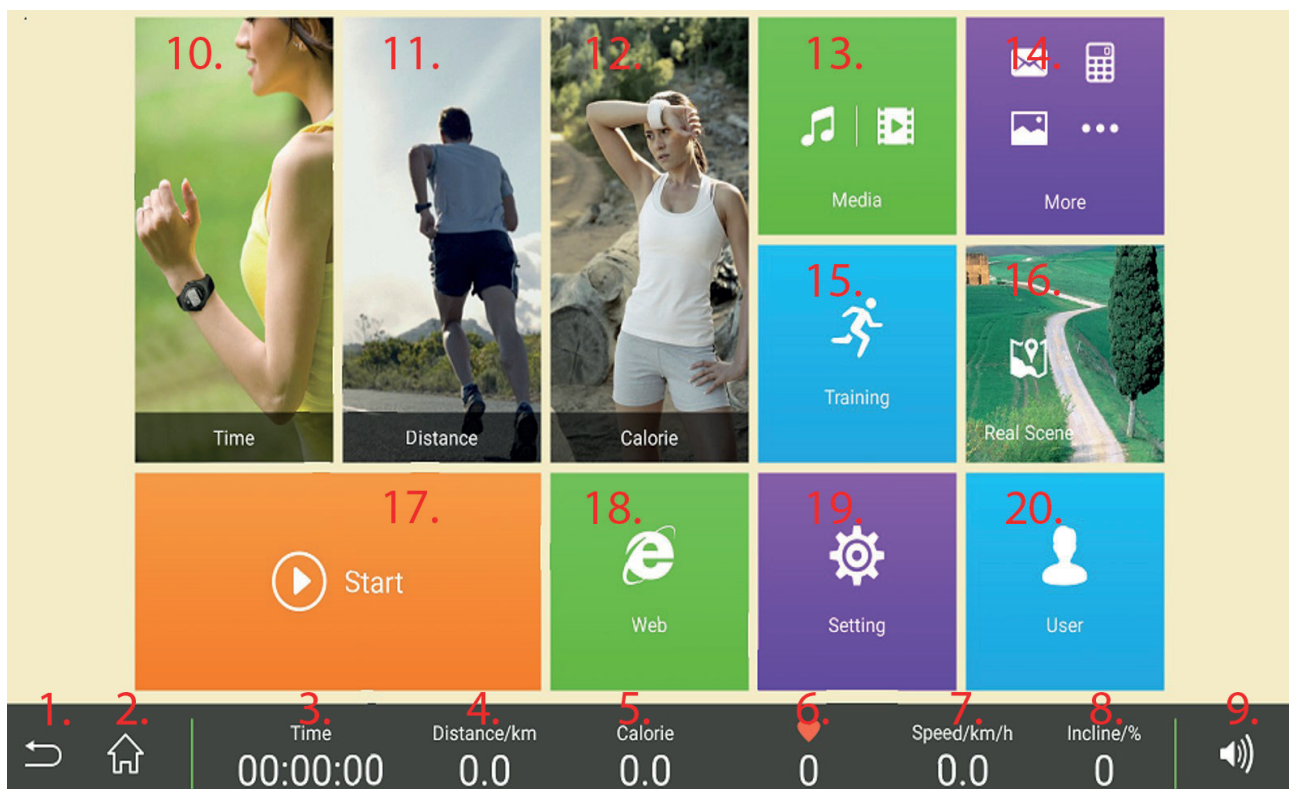 10. 11. 12. 13. 14.
Media
More
15. 16.
Training
Time
Distance
Calorie
Real Scene
17. 18. 19. 20.
Start
Web
Setting
User
1. 2. 3. 4. 5. 6. 7. 8. 9.
Time Distance/km Calorie Speed/km/h Incline/%
00:00:00 0.0 0.0 0 0.0 0